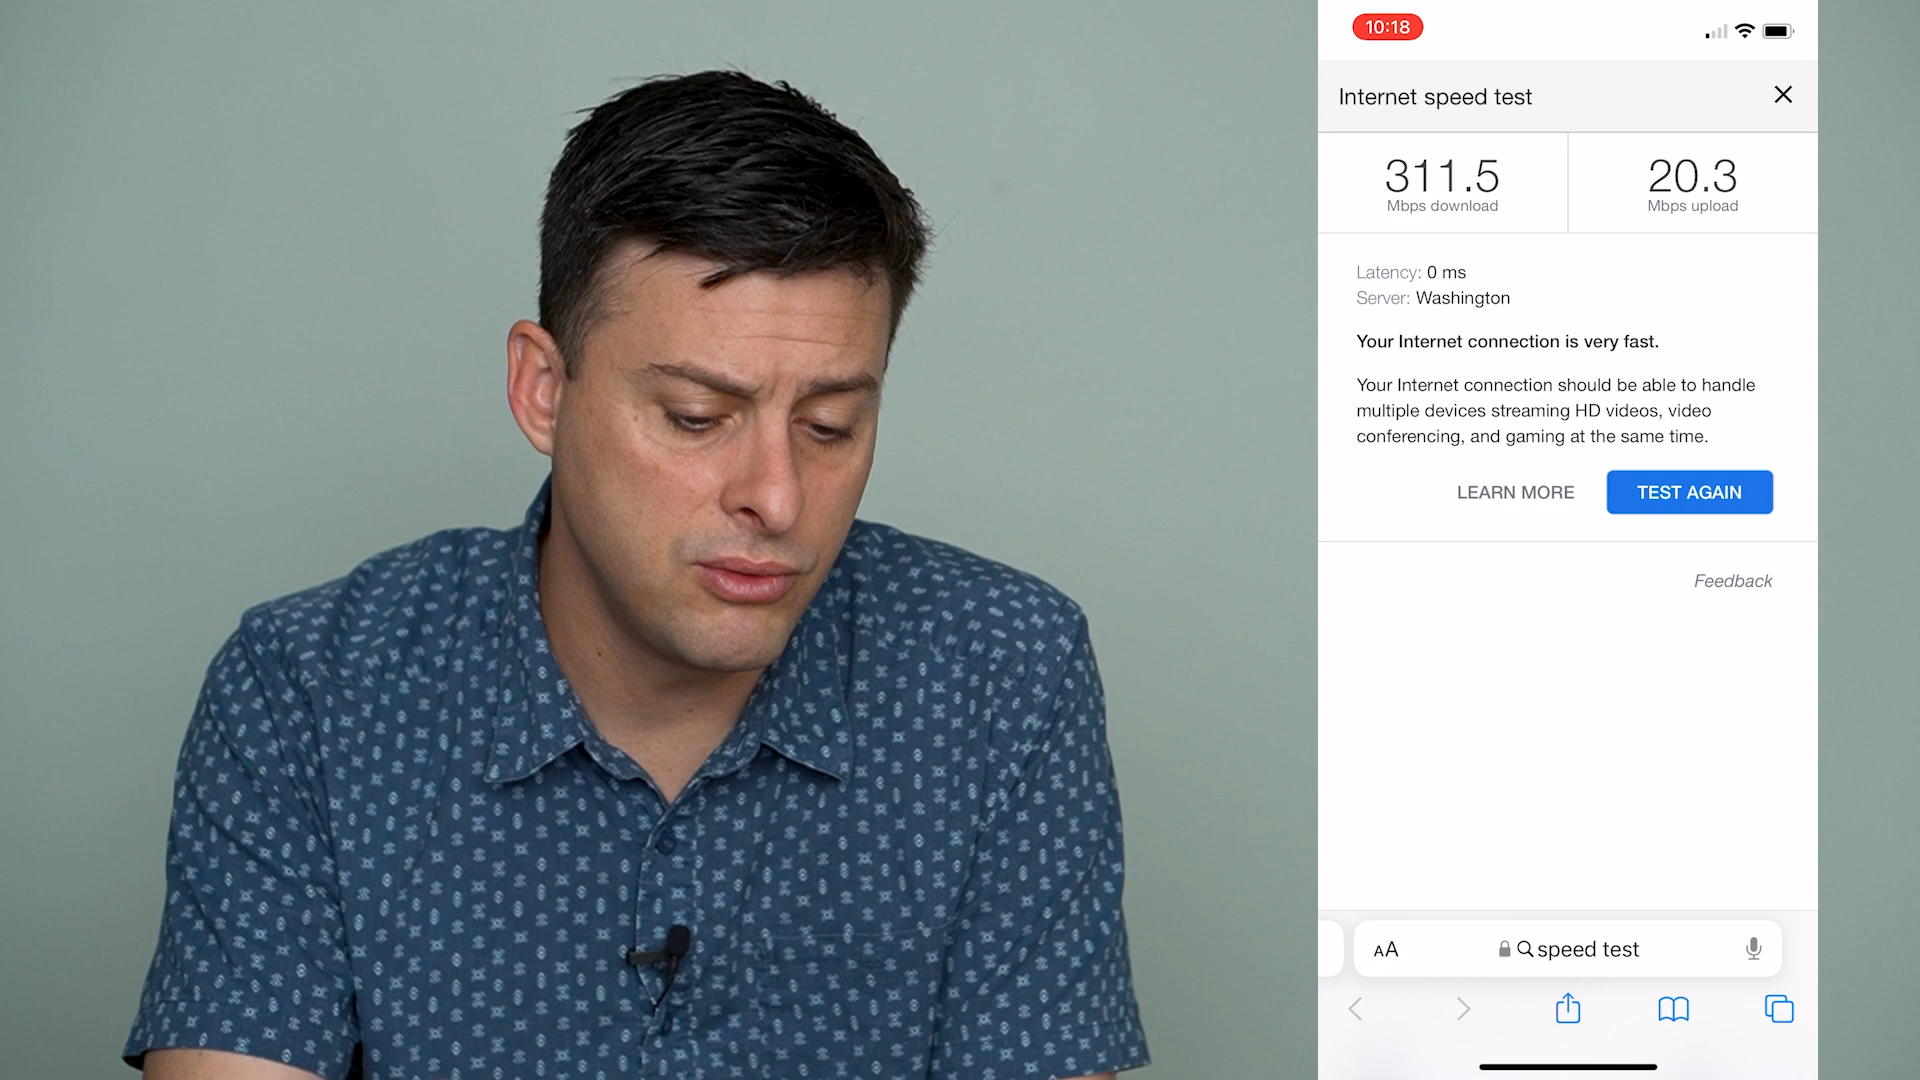 10:18
Internet speed test
311.5
Mbps download
20.3
Mbps upload
Latency: 0 ms
Server: Washington
Your Internet connection is very fast.
Your Internet connection should be able to handle
multiple devices streaming HD videos, video
conferencing, and gaming at the same time.
LEARN MORE
TEST AGAIN
Feedback
AA
speed test